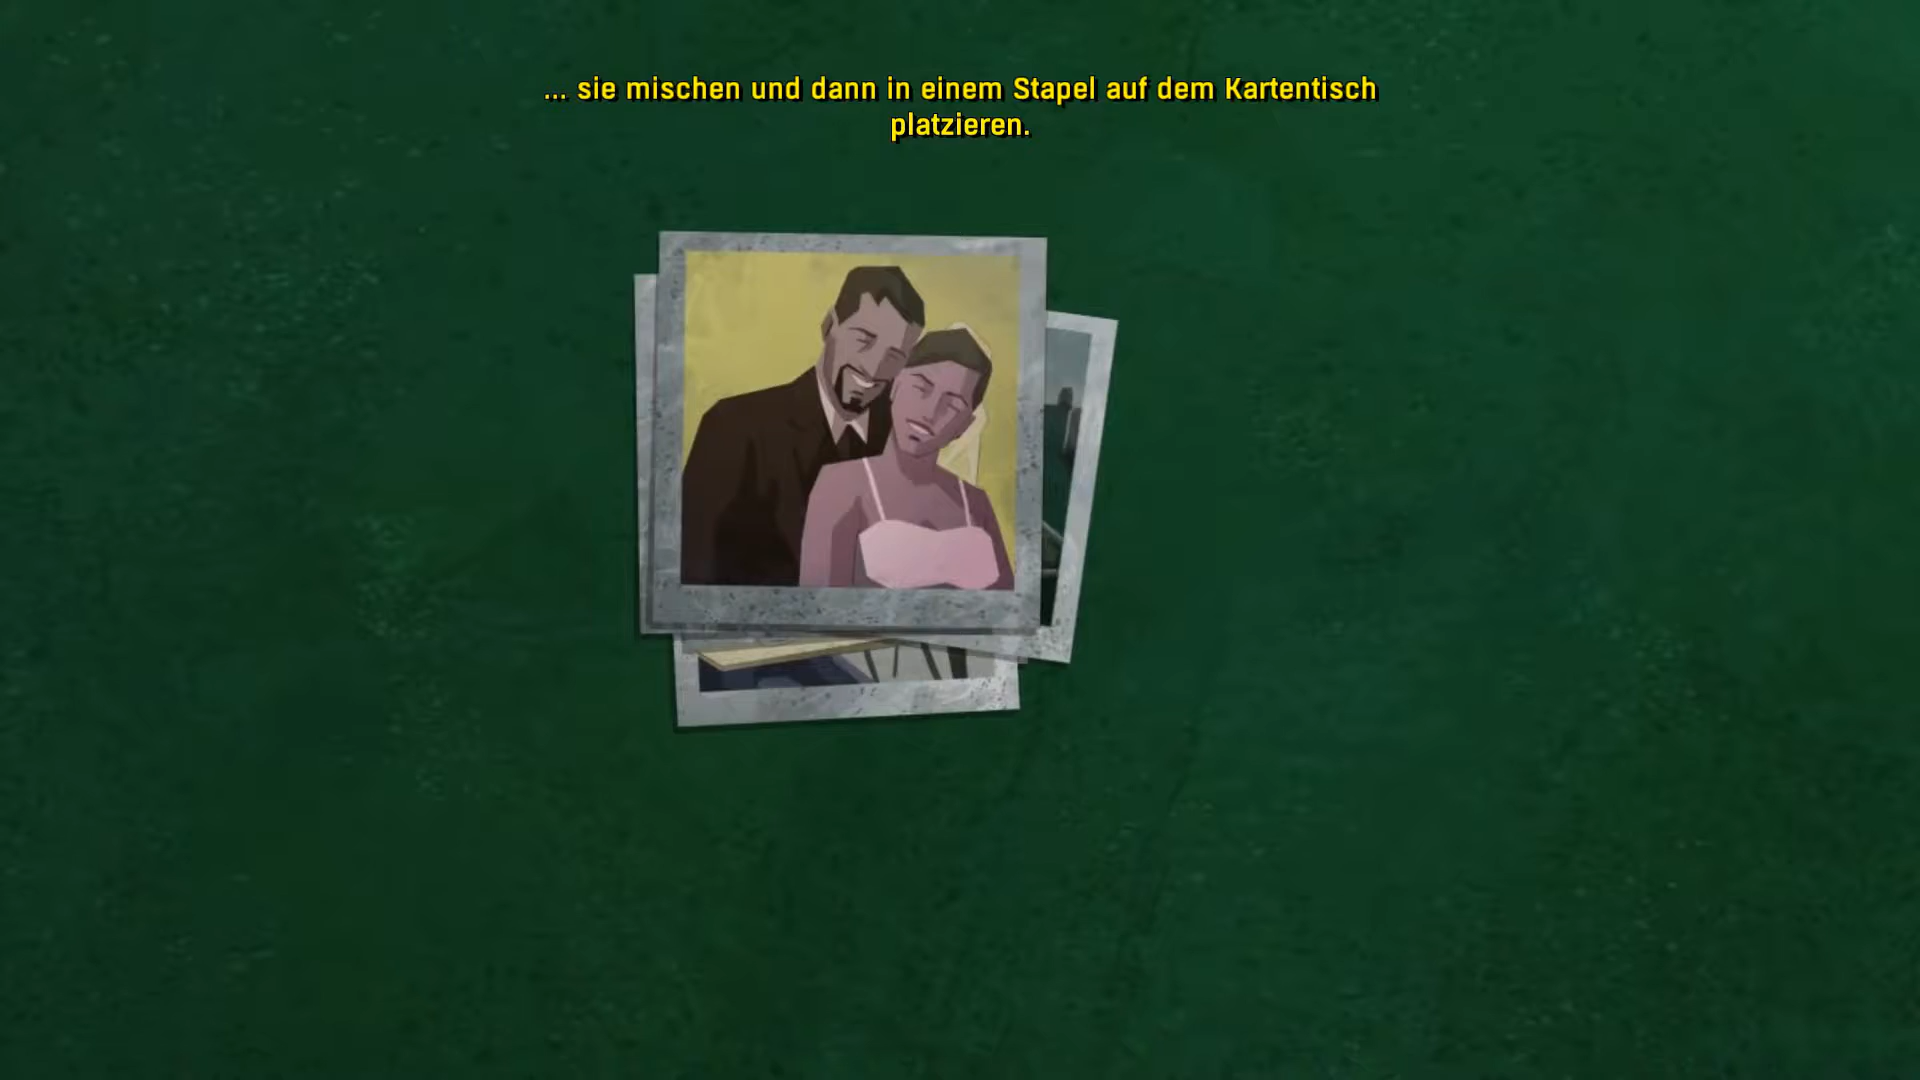 ... sie mischen und dann in einem Stapel auf dem Kartentisch
platzieren.